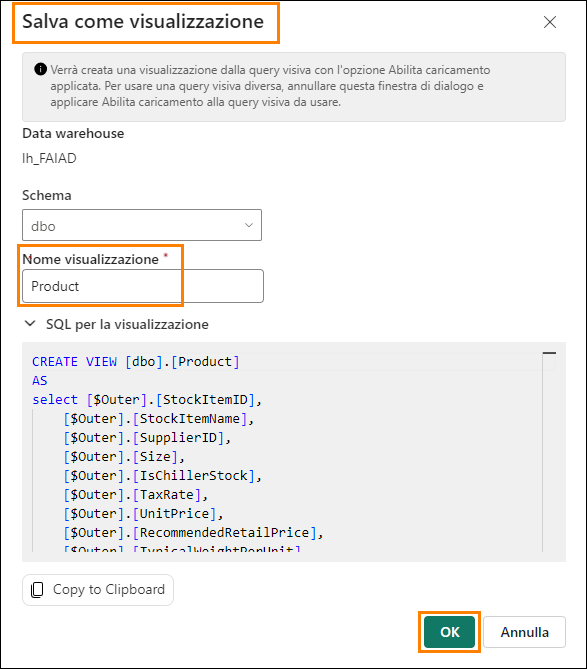 Salva come visualizzazione
Verrà creata una visualizzazione dalla query visiva con l'opzione Abilita caricamento
applicata. Per usare una query visiva diversa, annullare questa finestra di dialogo e
applicare Abilita caricamento alla query visiva da usare.
Data warehouse
lh_FAIAD
Schema
dbo
Nome visualizzazione *
Product
SQL per la visualizzazione
CREATE VIEW [dbo].[Product]
AS
select [$Outer].[StockItemID],
[$Outer].[StockItemName],
[$Outer].[SupplierID],
[$Outer].[Size],
[$Outer].[IsChillerStock],
[$Outer].[TaxRate],
[$Outer].[UnitPrice],
[$Outer].[RecommendedRetailPrice],
[$Outer].[TypicalWeightPerUnit]
Copy to Clipboard
OK
Annulla